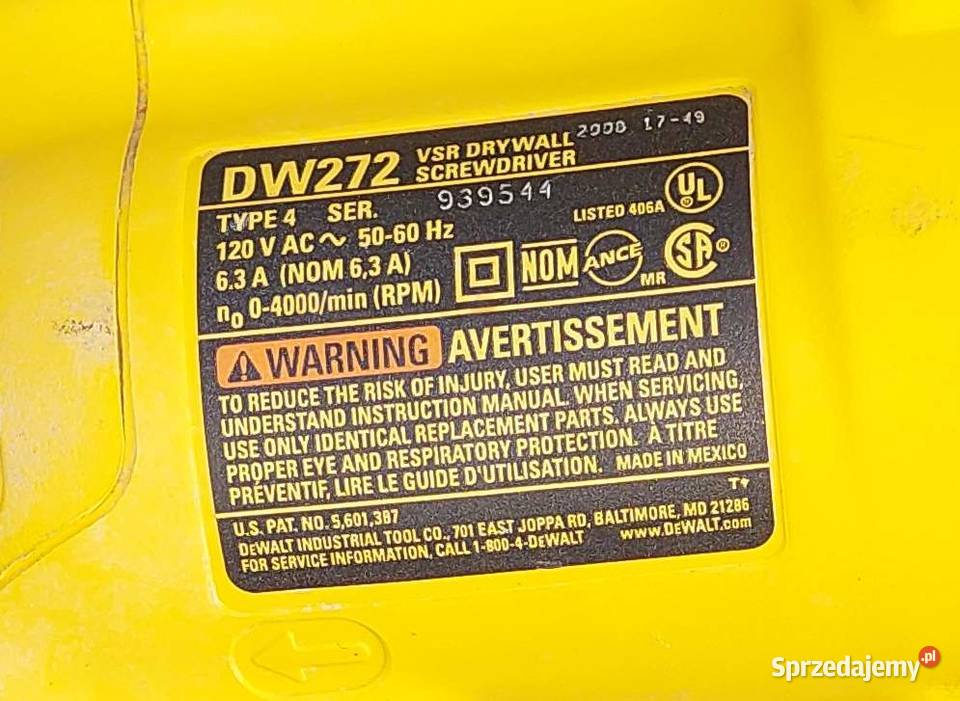 DW272 VSR DRYWALL 2008 17-49
SCREWDRIVER
TYPE 4 SER. 939544
120 V AC ~ 50-60 Hz
LISTED 406A UL
6.3 A (NOM 6,3 A)
NOM ANCE SA ®
MR
n₀ 0-4000/min (RPM)
WARNING AVERTISSEMENT
TO REDUCE THE RISK OF INJURY, USER MUST READ AND
UNDERSTAND INSTRUCTION MANUAL. WHEN SERVICING,
USE ONLY IDENTICAL REPLACEMENT PARTS. ALWAYS USE
PROPER EYE AND RESPIRATORY PROTECTION. À TITRE
PRÉVENTIF, LIRE LE GUIDE D'UTILISATION. MADE IN MEXICO
U.S. PAT. NO. 5,601,387
DEWALT INDUSTRIAL TOOL CO., 701 EAST JOPPA RD, BALTIMORE, MD 21286
FOR SERVICE INFORMATION, CALL 1-800-4-DEWALT www.DEWALT.com
Sprzedajemy.pl